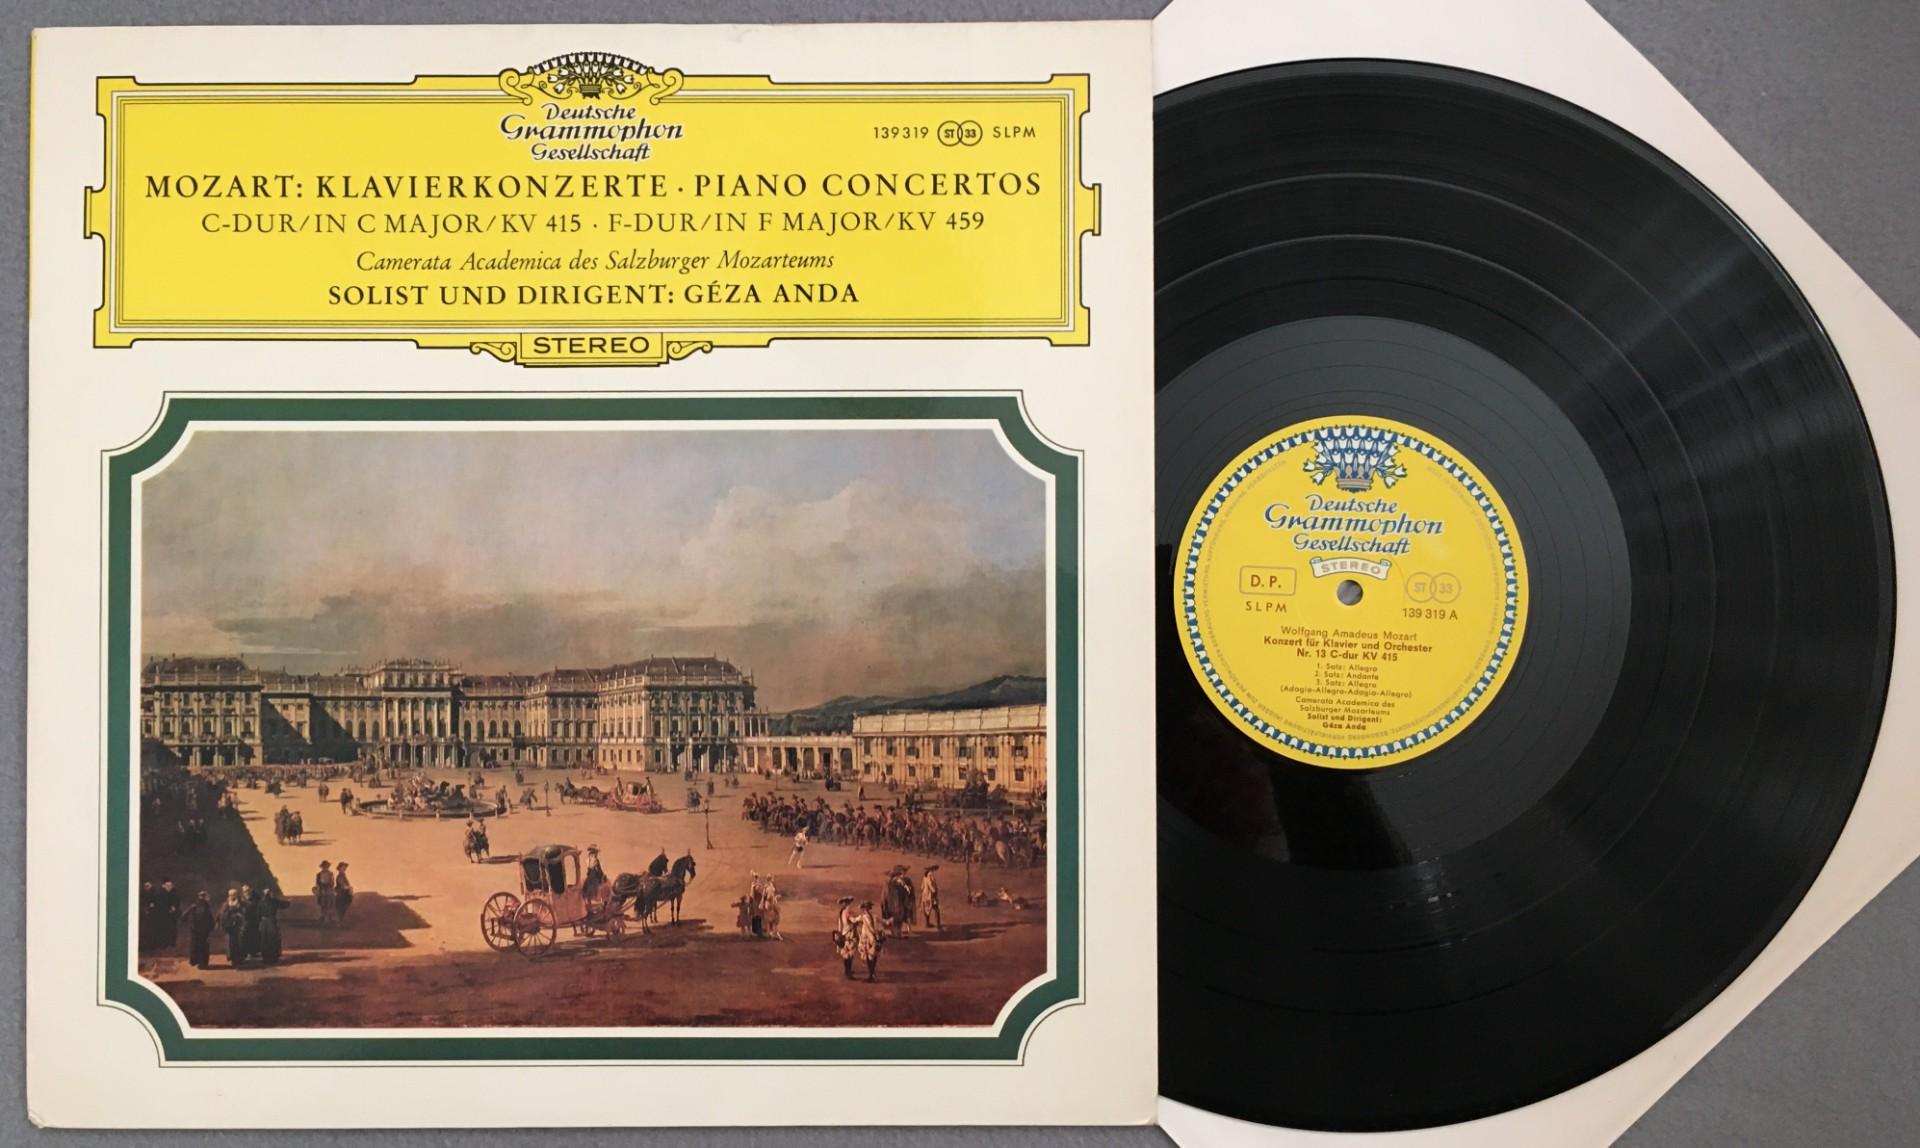 Deutsche
Grammophon
Gesellschaft
139319 ST 33 SLPM
MOZART: KLAVIERKONZERTE · PIANO CONCERTOS
C-DUR/IN C MAJOR/KV 415 · F-DUR/IN F MAJOR/KV 459
Camerata Academica des Salzburger Mozarteums
SOLIST UND DIRIGENT: GÉZA ANDA
STEREO
Deutsche
Grammophon
Gesellschaft
STEREO
D. P.
ST 33
SLPM
139 319 A
Wolfgang Amadeus Mozart
Konzert für Klavier und Orchester
Nr. 13 C-dur KV 415
1. Satz: Allegro
2. Satz: Andante
3. Satz: Allegro
(Adagio-Allegro-Adagio-Allegro)
Camerata Academica des
Salzburger Mozarteums
Solist und Dirigent:
Géza Anda